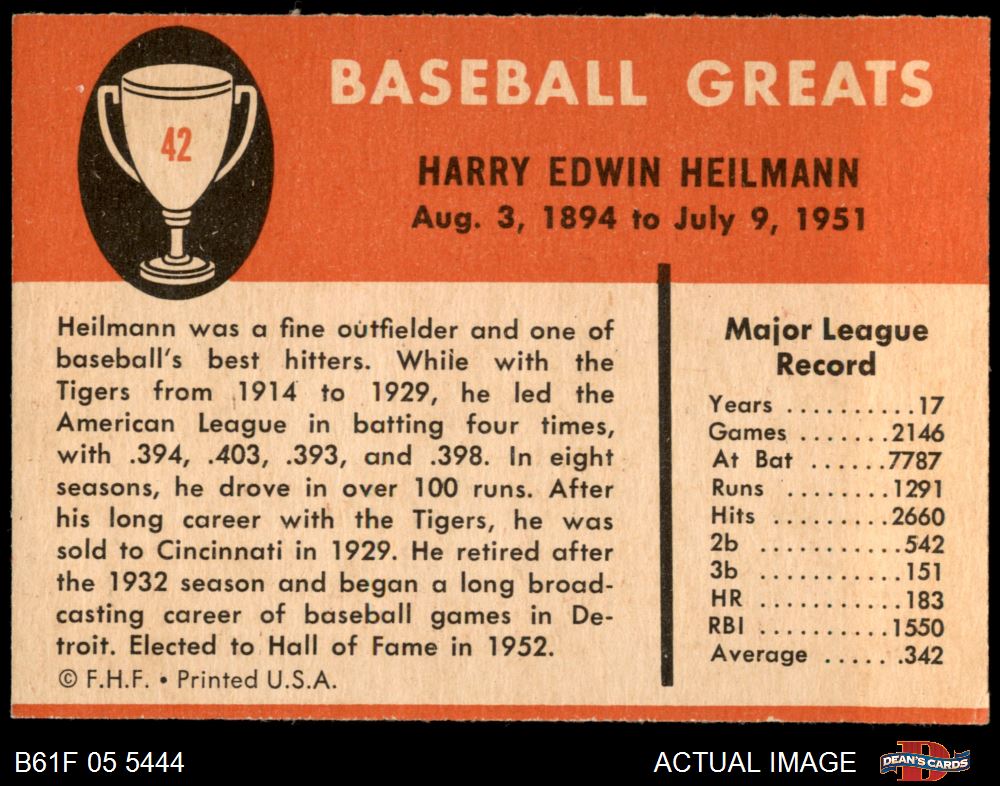 42
BASEBALL GREATS
HARRY EDWIN HEILMANN
Aug. 3, 1894 to July 9, 1951
Heilmann was a fine outfielder and one of
baseball's best hitters. While with the
Tigers from 1914 to 1929, he led the
American League in batting four times,
with .394, .403, .393, and .398. In eight
seasons, he drove in over 100 runs. After
his long career with the Tigers, he was
sold to Cincinnati in 1929. He retired after
the 1932 season and began a long broad-
casting career of baseball games in De-
troit. Elected to Hall of Fame in 1952.
© F.H.F. • Printed U.S.A.
Major League
Record
Years ..........17
Games .......2146
At Bat ......7787
Runs ........1291
Hits .........2660
2b ..........542
3b ..........151
HR ..........183
RBI ..........1550
Average ..... .342
B61F 05 5444
ACTUAL IMAGE
D
DEAN'S CARDS